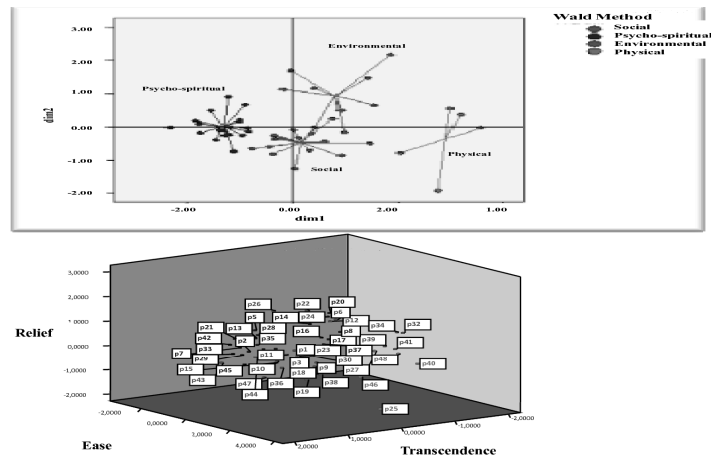 Wald Method
Social
Psycho-spiritual
Environmental
Physical
3.00
2.00
1.00
0.00
-1.00
-2.00
dim2
Environmental
Psycho-spiritual
Social
Physical
-2.00
0.00
2.00
1.00
dim1
3,0000
2,0000
1,0000
0,0000
-1,0000
-2,0000
Relief
p26
p22
p20
p5
p14
p24
p6
p12
p21
p13
p28
p16
p8
p34
p32
p42
p2
p35
p17
p39
p41
p7
p33
p29
p11
p1
p23
p37
p48
p40
p15
p45
p10
p3
p9
p30
p27
p43
p47
p36
p18
p38
p46
p44
p19
p25
-2,0000
0,0000
2,0000
4,0000
Ease
-2,0000
-1,0000
0,0000
1,0000
-2,0000
Transcendence